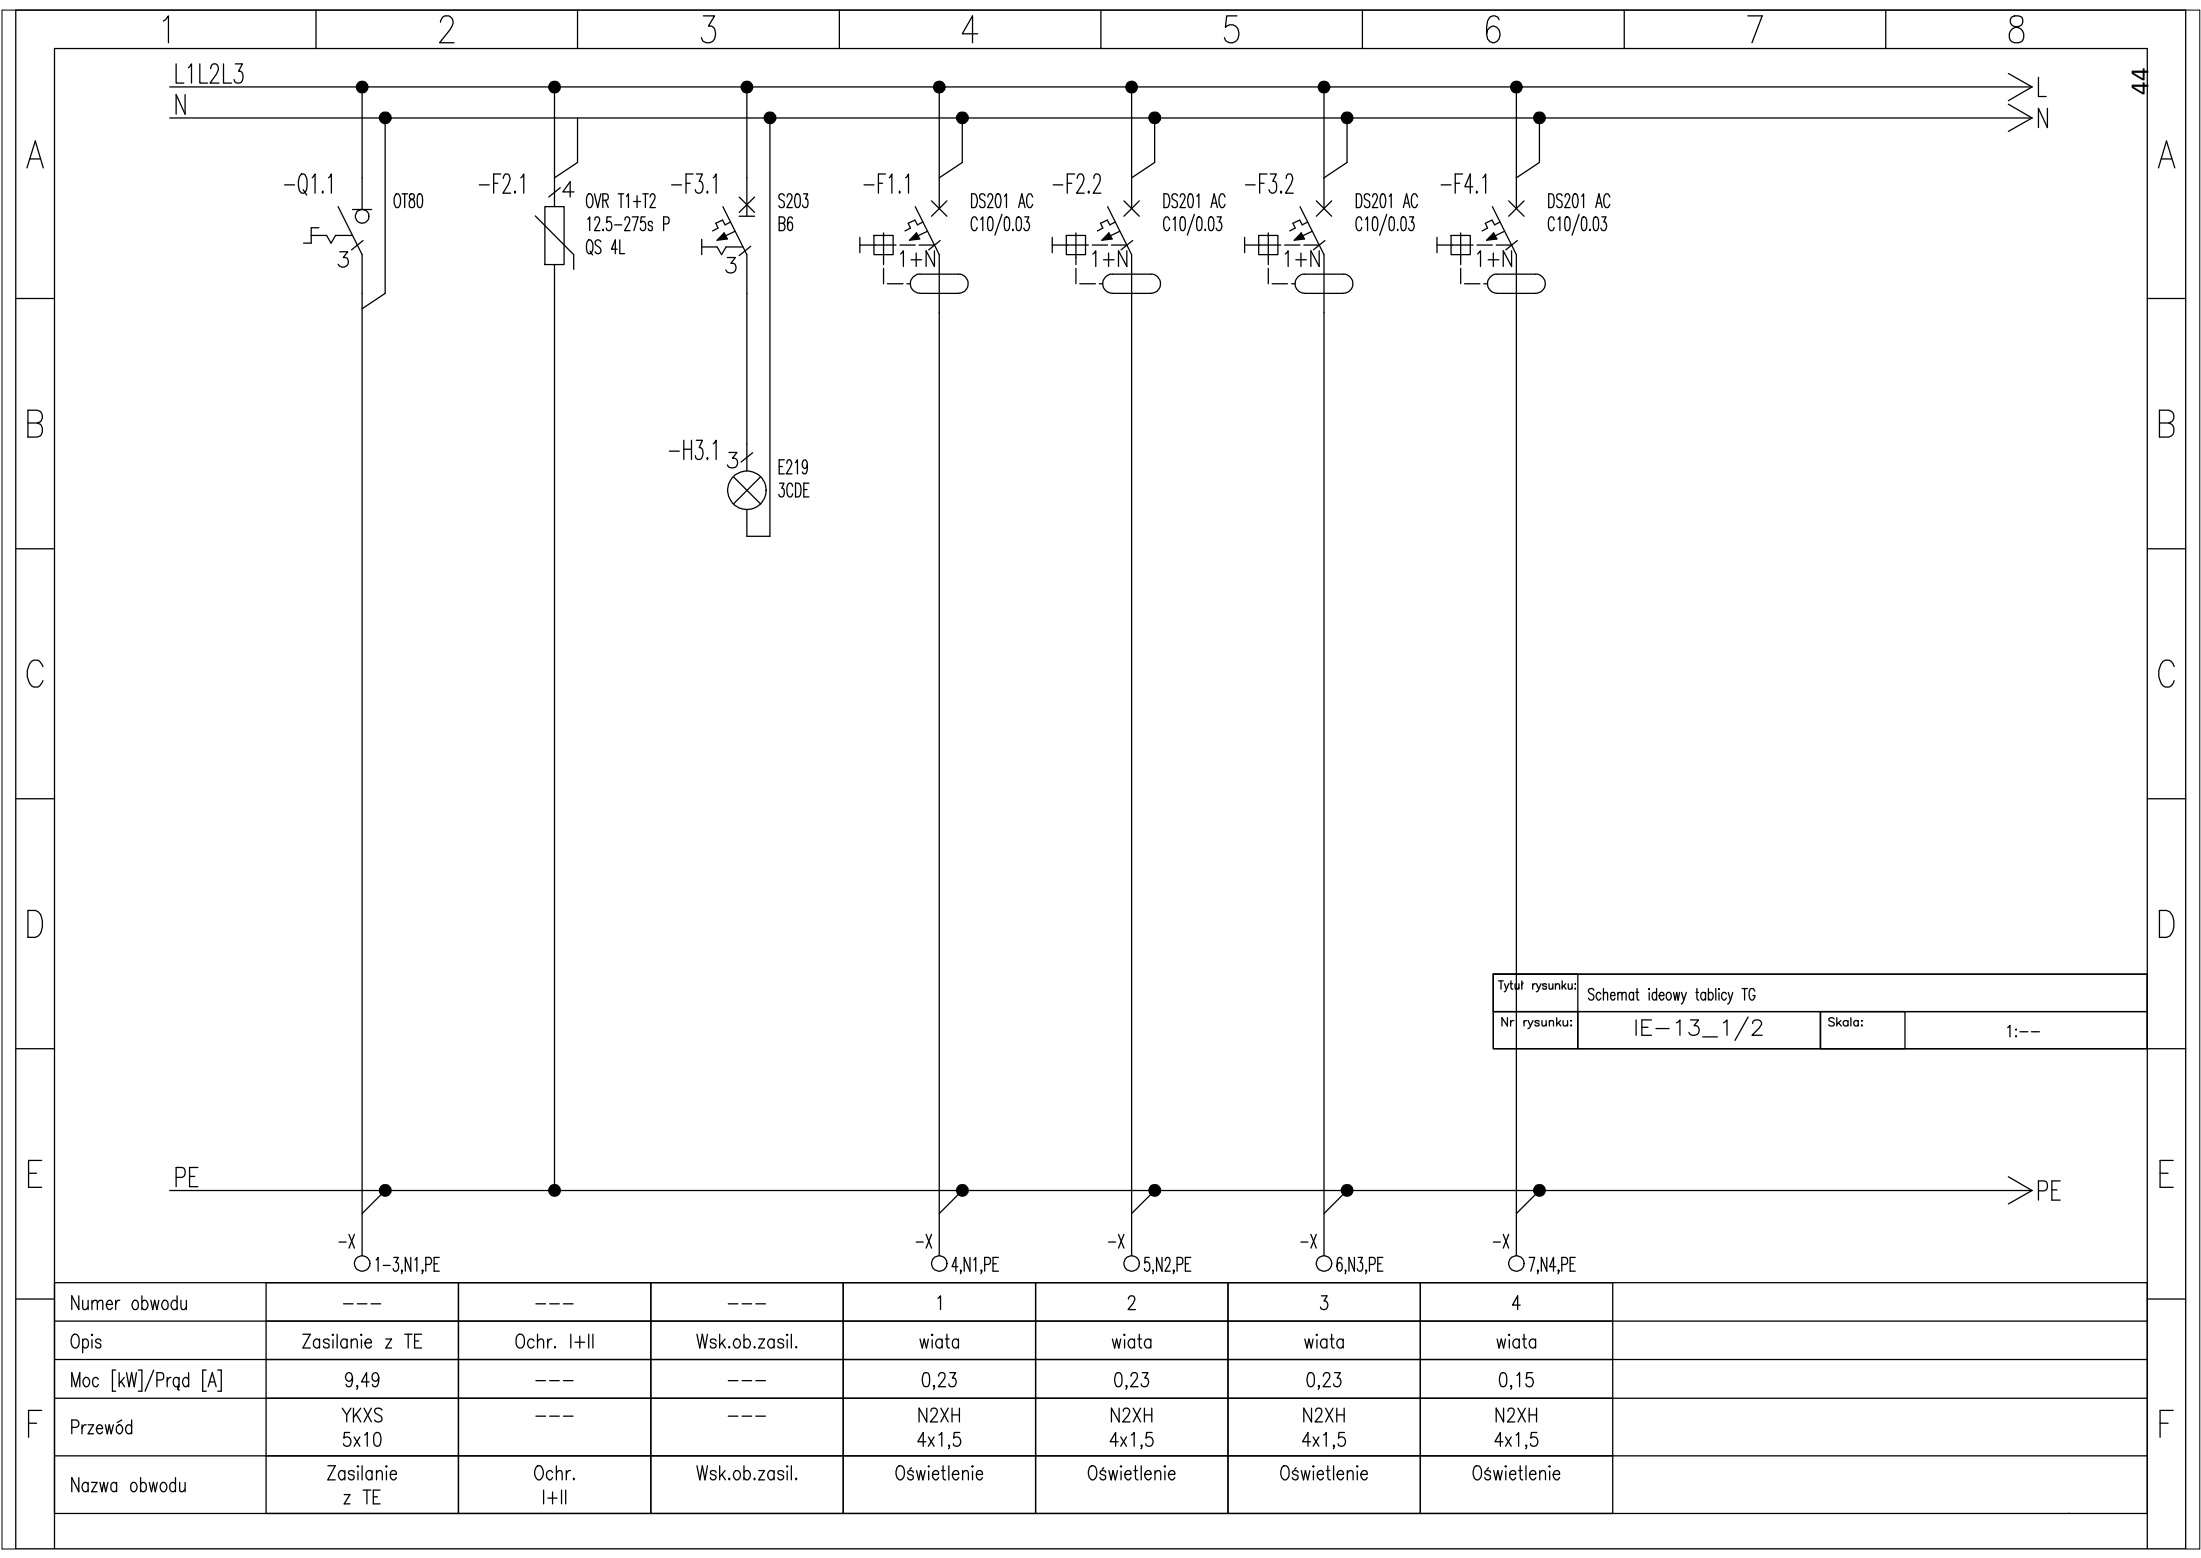 1 2 3 4 5 6 7 8
44
L1L2L3
L
N
N
A
A
-Q1.1
OT80
3
-F2.1
4
OVR T1+T2
12.5-275s P
QS 4L
-F3.1
S203
B6
3
-F1.1
DS201 AC
C10/0.03
1+N
-F2.2
DS201 AC
C10/0.03
1+N
-F3.2
DS201 AC
C10/0.03
1+N
-F4.1
DS201 AC
C10/0.03
1+N
B
B
-H3.1
3
E219
3CDE
C
C
D
D
Tytuł rysunku: Schemat ideowy tablicy TG
Nr rysunku: IE-13_1/2 Skala: 1:--
E
E
PE
PE
-X
1-3,N1,PE
-X
4,N1,PE
-X
5,N2,PE
-X
6,N3,PE
-X
7,N4,PE
Numer obwodu --- --- --- 1 2 3 4
Opis Zasilanie z TE Ochr. I+II Wsk.ob.zasil. wiata wiata wiata wiata
Moc [kW]/Prąd [A] 9,49 --- --- 0,23 0,23 0,23 0,15
F
F
Przewód
YKXS --- --- N2XH N2XH N2XH N2XH
5x10 4x1,5 4x1,5 4x1,5 4x1,5
Nazwa obwodu
Zasilanie Ochr. Wsk.ob.zasil. Oświetlenie Oświetlenie Oświetlenie Oświetlenie
z TE I+II